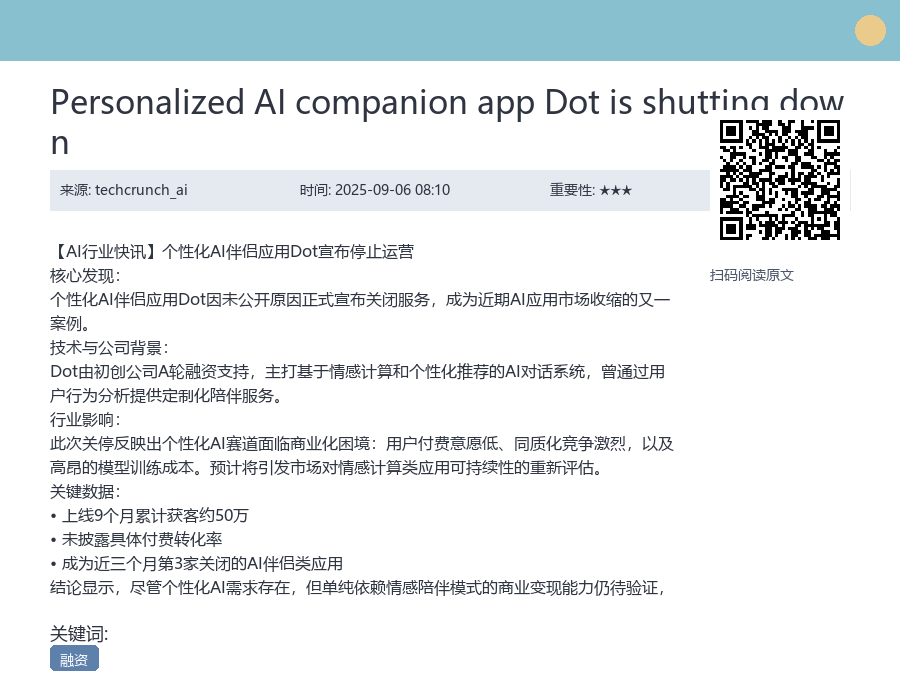 Personalized AI companion app Dot is shutting dow
n
来源: techcrunch_ai
时间: 2025-09-06 08:10
重要性: ★★★
扫码阅读原文
【AI行业快讯】个性化AI伴侣应用Dot宣布停止运营
核心发现：
个性化AI伴侣应用Dot因未公开原因正式宣布关闭服务，成为近期AI应用市场收缩的又一
案例。
技术与公司背景：
Dot由初创公司A轮融资支持，主打基于情感计算和个性化推荐的AI对话系统，曾通过用
户行为分析提供定制化陪伴服务。
行业影响：
此次关停反映出个性化AI赛道面临商业化困境：用户付费意愿低、同质化竞争激烈，以及
高昂的模型训练成本。预计将引发市场对情感计算类应用可持续性的重新评估。
关键数据：
• 上线9个月累计获客约50万
• 未披露具体付费转化率
• 成为近三个月第3家关闭的AI伴侣类应用
结论显示，尽管个性化AI需求存在，但单纯依赖情感陪伴模式的商业变现能力仍待验证，
关键词:
融资